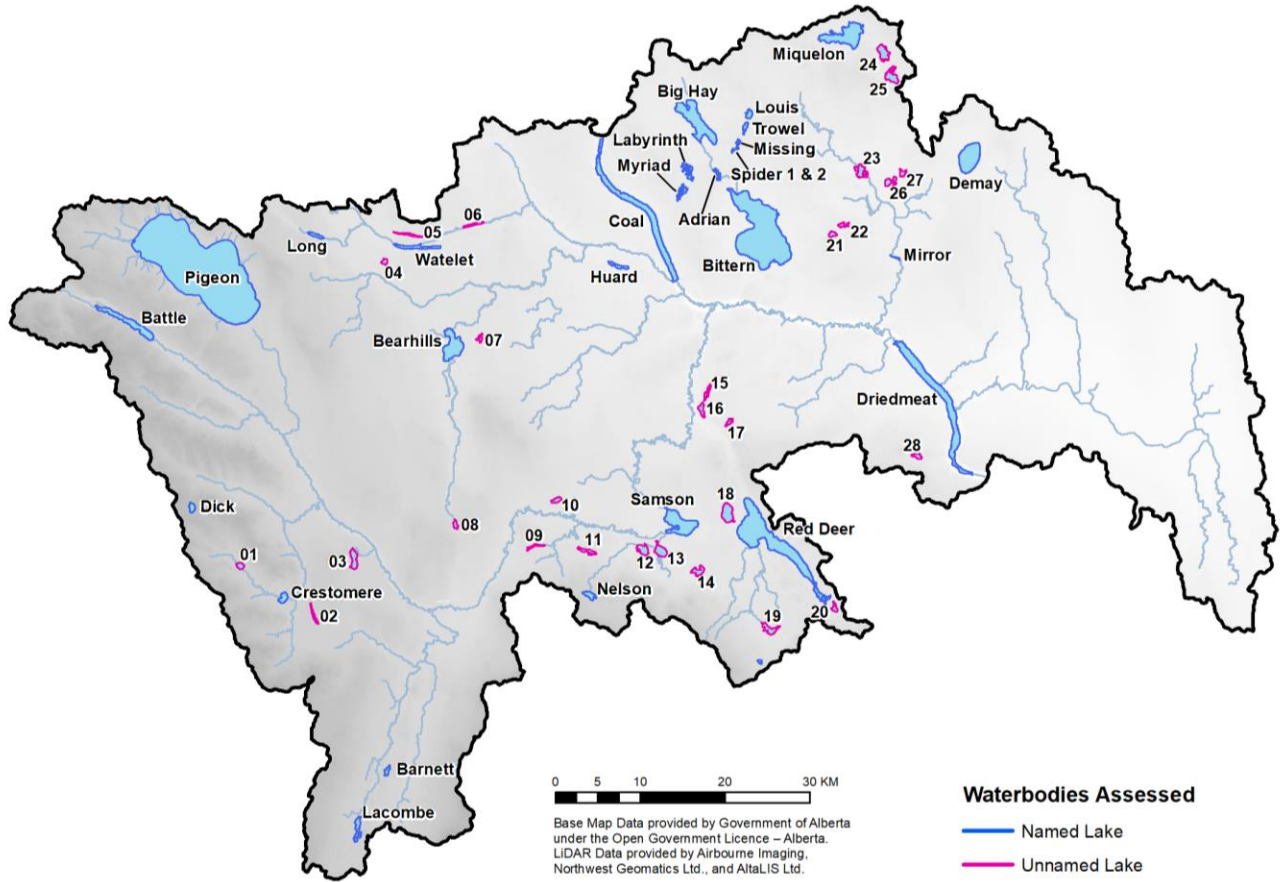 Miquelon
24
25
Big Hay
Louis
Trowel
Missing
Labyrinth
Myriad
Spider 1 & 2
23
27
26
Demay
Adrian
Coal
06
05
Long
Watelet
04
22
21
Bittern
Mirror
Huard
Pigeon
Battle
Bearhills
07
15
16
17
Driedmeat
28
Dick
10
Samson
18
Red Deer
08
09
11
12
13
14
01
03
Crestomere
02
Nelson
19
20
Barnett
Lacombe
0 5 10 20 30 KM
Base Map Data provided by Government of Alberta
under the Open Government Licence – Alberta.
LiDAR Data provided by Airbourne Imaging,
Northwest Geomatics Ltd., and AltaLIS Ltd.
Waterbodies Assessed
Named Lake
Unnamed Lake